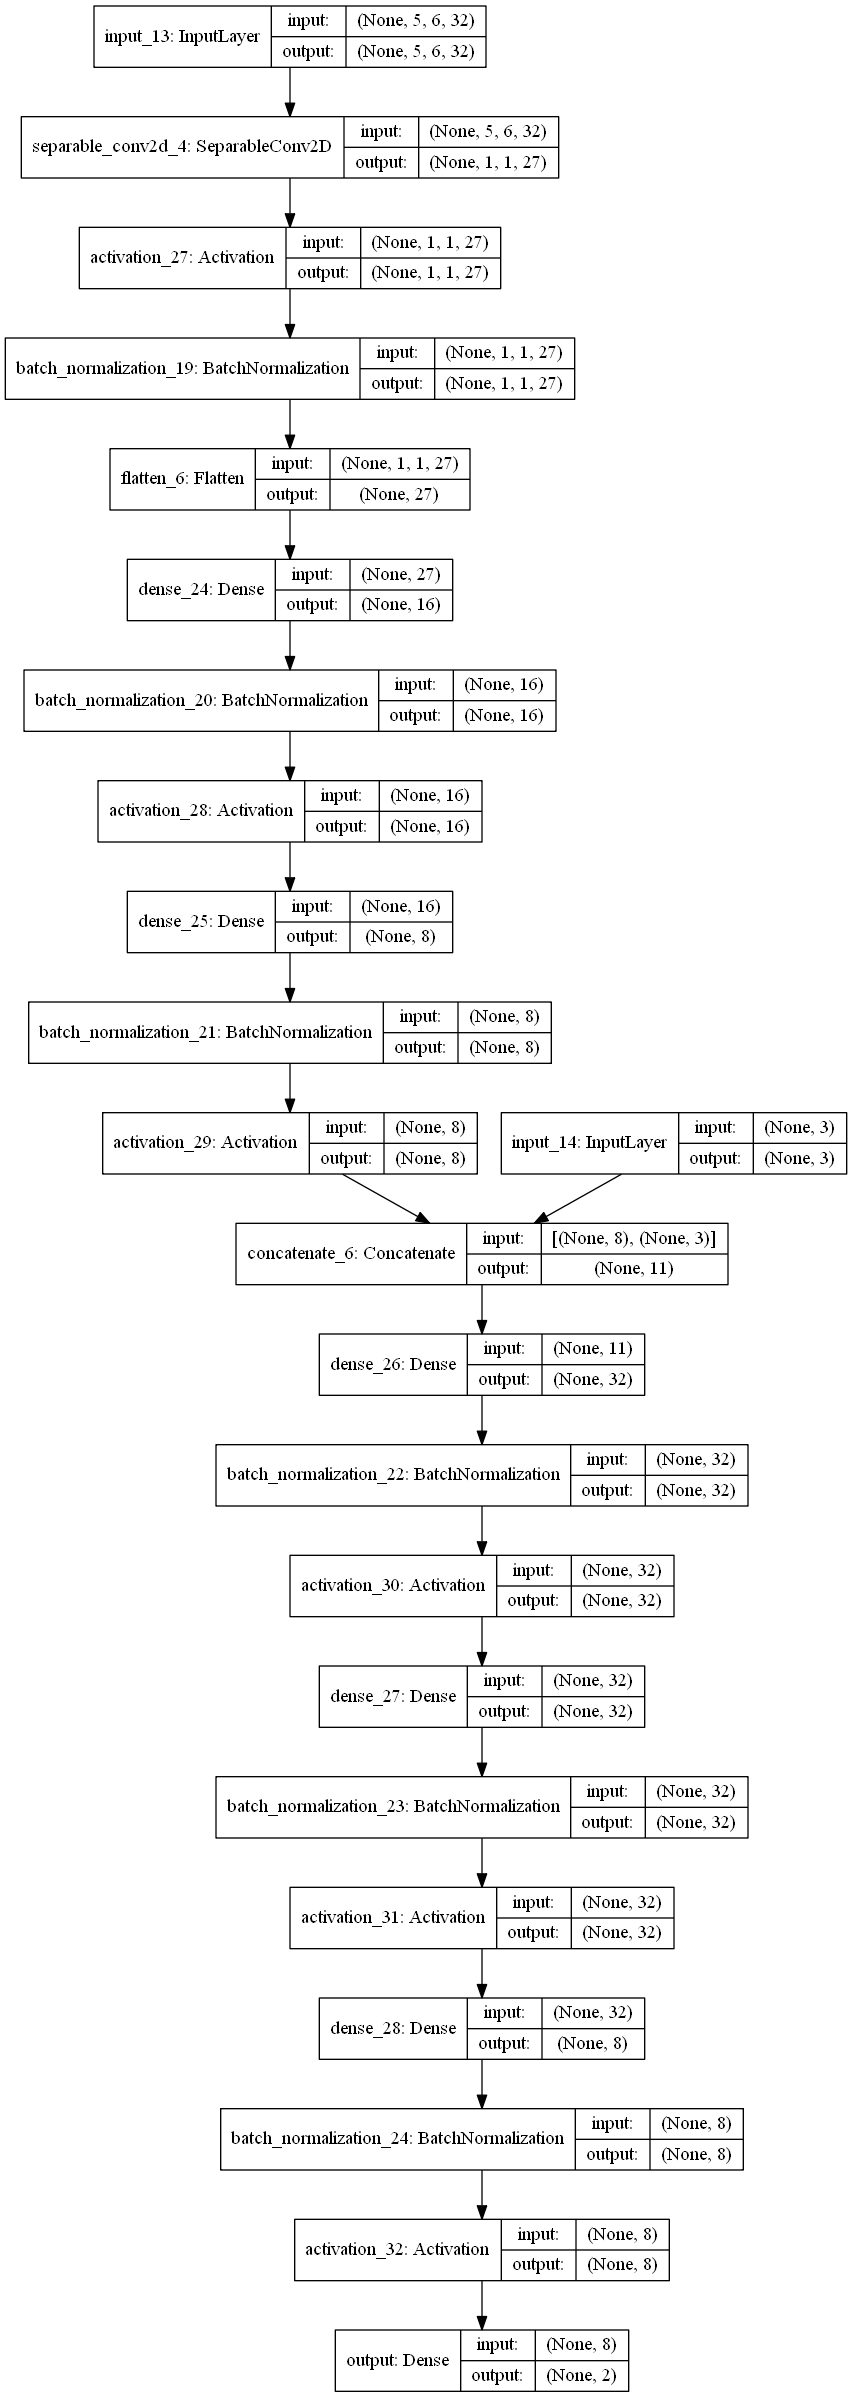 input_13: InputLayer
input: (None, 5, 6, 32)
output: (None, 5, 6, 32)
separable_conv2d_4: SeparableConv2D
input: (None, 5, 6, 32)
output: (None, 1, 1, 27)
activation_27: Activation
input: (None, 1, 1, 27)
output: (None, 1, 1, 27)
batch_normalization_19: BatchNormalization
input: (None, 1, 1, 27)
output: (None, 1, 1, 27)
flatten_6: Flatten
input: (None, 1, 1, 27)
output: (None, 27)
dense_24: Dense
input: (None, 27)
output: (None, 16)
batch_normalization_20: BatchNormalization
input: (None, 16)
output: (None, 16)
activation_28: Activation
input: (None, 16)
output: (None, 16)
dense_25: Dense
input: (None, 16)
output: (None, 8)
batch_normalization_21: BatchNormalization
input: (None, 8)
output: (None, 8)
activation_29: Activation
input: (None, 8)
output: (None, 8)
input_14: InputLayer
input: (None, 3)
output: (None, 3)
concatenate_6: Concatenate
input: [(None, 8), (None, 3)]
output: (None, 11)
dense_26: Dense
input: (None, 11)
output: (None, 32)
batch_normalization_22: BatchNormalization
input: (None, 32)
output: (None, 32)
activation_30: Activation
input: (None, 32)
output: (None, 32)
dense_27: Dense
input: (None, 32)
output: (None, 32)
batch_normalization_23: BatchNormalization
input: (None, 32)
output: (None, 32)
activation_31: Activation
input: (None, 32)
output: (None, 32)
dense_28: Dense
input: (None, 32)
output: (None, 8)
batch_normalization_24: BatchNormalization
input: (None, 8)
output: (None, 8)
activation_32: Activation
input: (None, 8)
output: (None, 8)
output: Dense
input: (None, 8)
output: (None, 2)